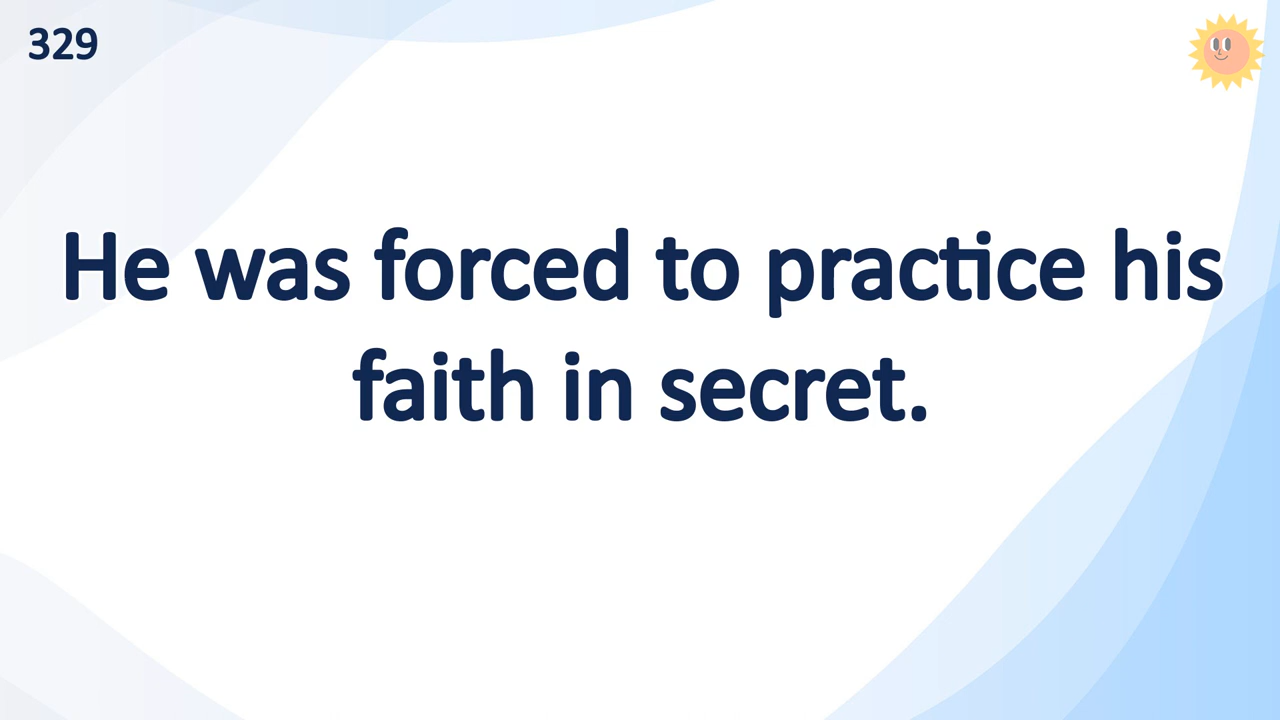 329
He was forced to practice his
faith in secret.